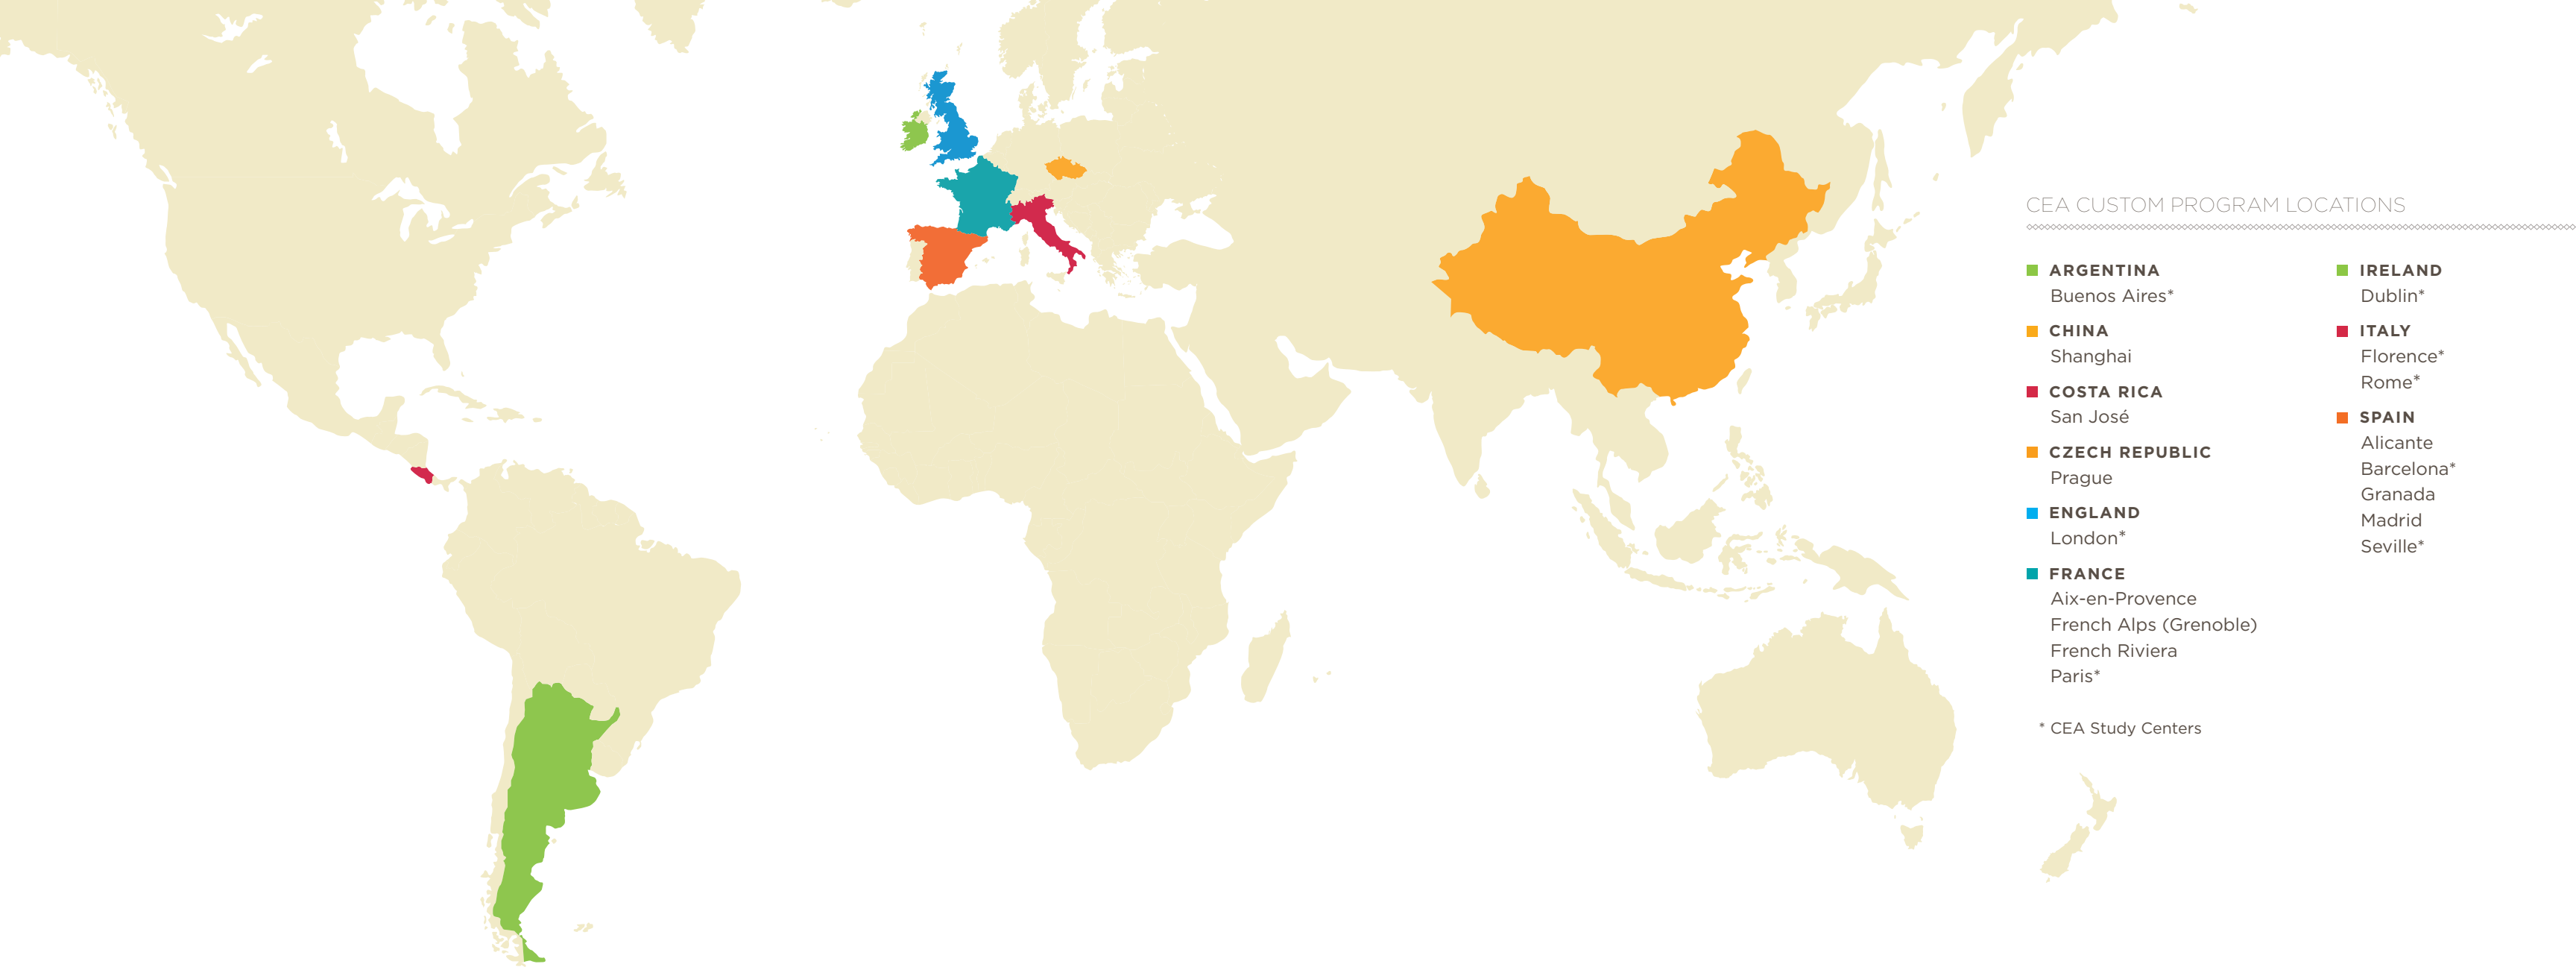 CEA CUSTOM PROGRAM LOCATIONS
ARGENTINA
Buenos Aires*
CHINA
Shanghai
COSTA RICA
San José
CZECH REPUBLIC
Prague
ENGLAND
London*
FRANCE
Aix-en-Provence
French Alps (Grenoble)
French Riviera
Paris*
IRELAND
Dublin*
ITALY
Florence*
Rome*
SPAIN
Alicante
Barcelona*
Granada
Madrid
Seville*
* CEA Study Centers